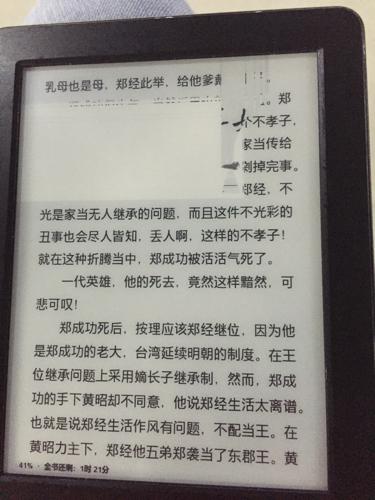 乳母也是母，郑经此举，给他爹戴
。郑
个不孝子，
家当传给
剁掉完事。
郑经，不
光是家当无人继承的问题，而且这件不光彩的
丑事也会尽人皆知，丢人啊，这样的不孝子！
就在这种折腾当中，郑成功被活活气死了。
一代英雄，他的死去，竟然这样黯然，可
悲可叹！
郑成功死后，按理应该郑经继位，因为他
是郑成功的老大，台湾延续明朝的制度。在王
位继承问题上采用嫡长子继承制，然而，郑成
功的手下黄昭却不同意，他说郑经生活太离谱。
也就是说郑经生活作风有问题，不配当王。在
黄昭力主下，郑经他五弟郑袭当了东郡王。黄
41% · 全书还剩：1时 21分